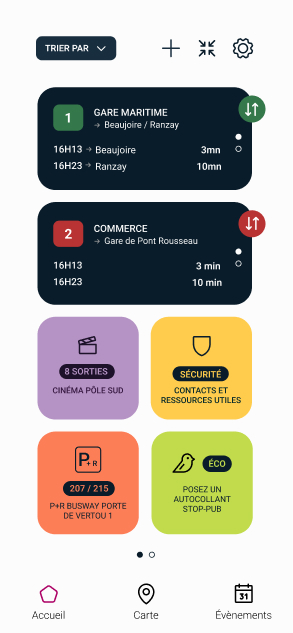 TRIER PAR
1
GARE MARITIME
→ Beaujoire / Ranzay
16H13 → Beaujoire 3mn
16H23 → Ranzay 10mn
2
COMMERCE
→ Gare de Pont Rousseau
16H13 3 min
16H23 10 min
8 SORTIES
CINÉMA PÔLE SUD
SÉCURITÉ
CONTACTS ET
RESSOURCES UTILES
P+R
207 / 215
P+R BUSWAY PORTE
DE VERTOU 1
ÉCO
POSEZ UN
AUTOCOLLANT
STOP-PUB
Accueil
Carte
31
Évènements